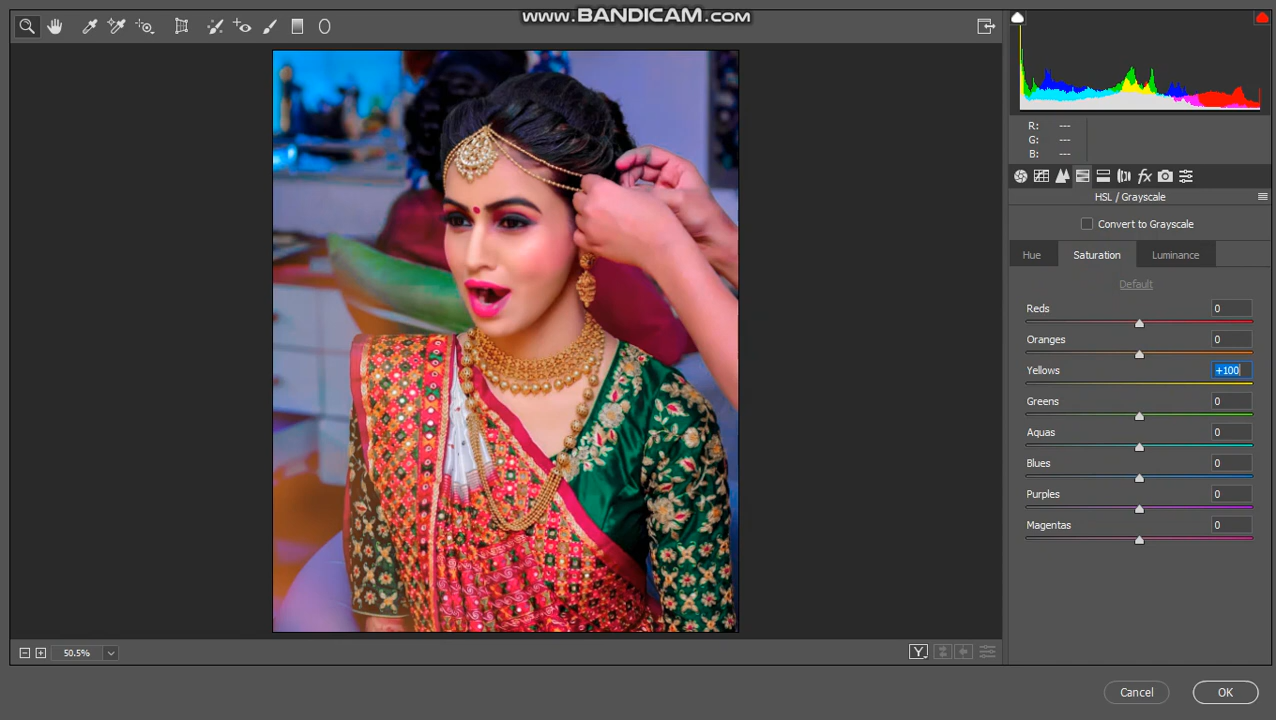 www.BANDICAM.com
R: ---
G: ---
B: ---
fx
HSL / Grayscale
Convert to Grayscale
Hue Saturation Luminance
Default
Reds 0
Oranges 0
Yellows +100
Greens 0
Aquas 0
Blues 0
Purples 0
Magentas 0
50.5% Y
Cancel OK